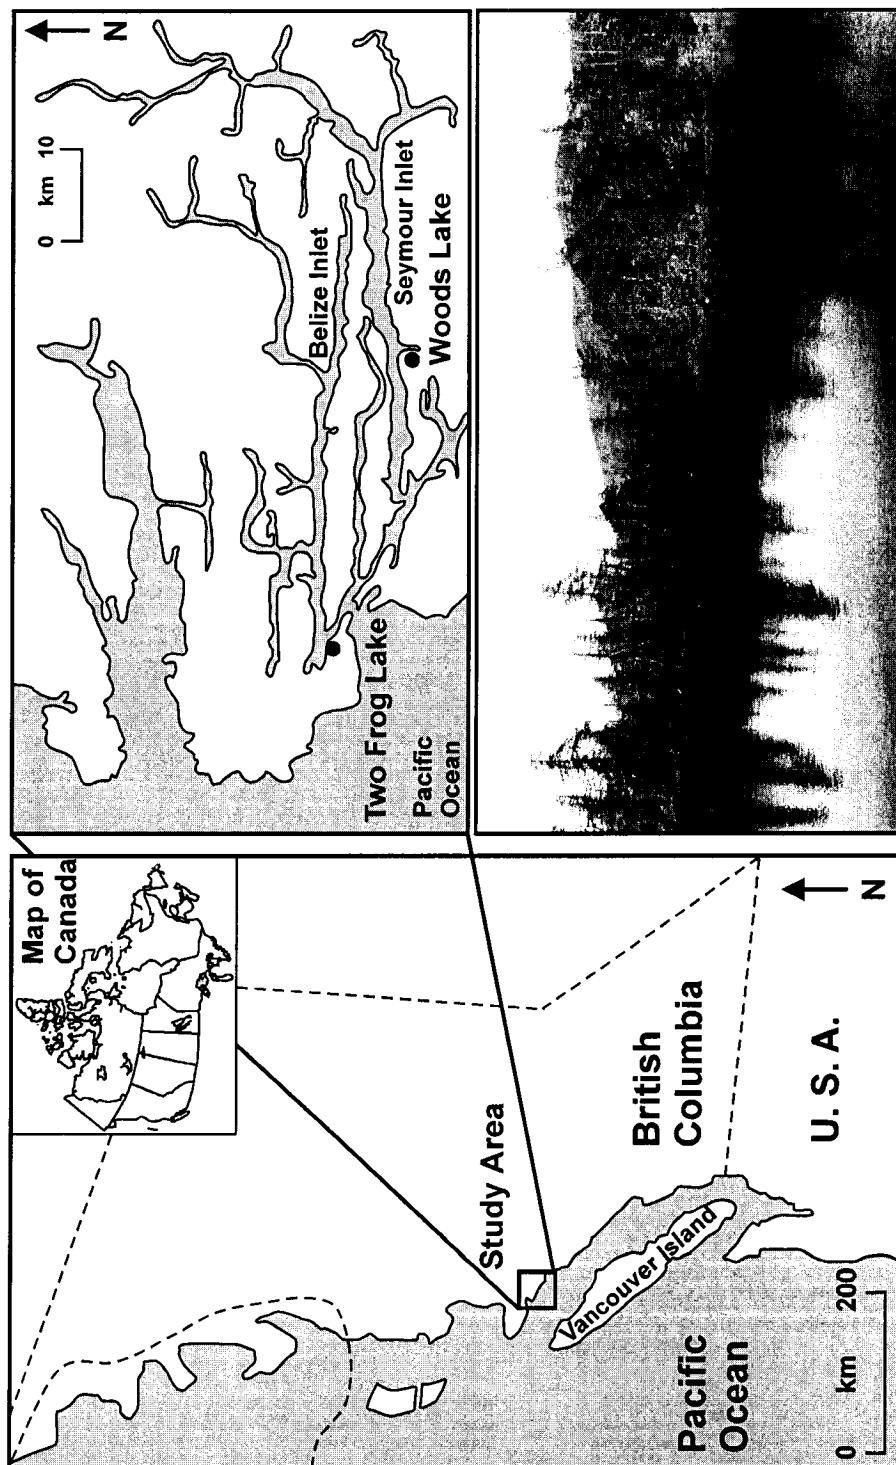 Map of
Canada
Study Area
British
Columbia
U. S. A.
Vancouver Island
Pacific
Ocean
0 km 200
N
N
0 km 10
Belize Inlet
Seymour Inlet
Woods Lake
Two Frog Lake
Pacific
Ocean